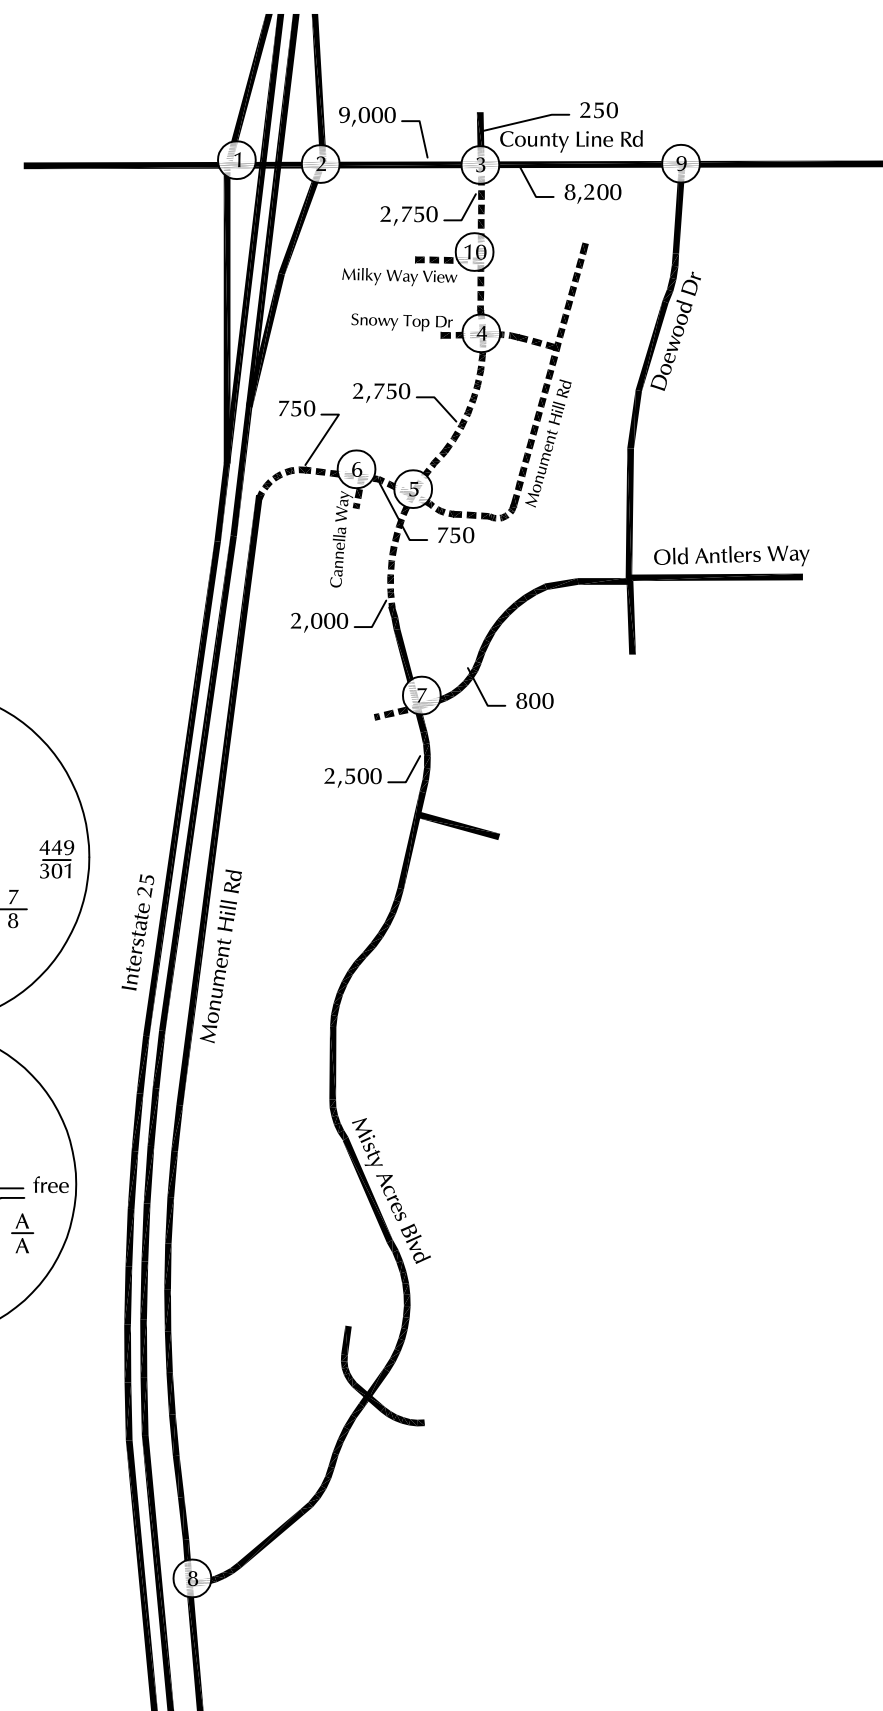 250
9,000
County Line Rd
1
2
3
9
8,200
2,750
10
Milky Way View
Snowy Top Dr
4
Doewood Dr
2,750
750
Monument Hill Rd
6
5
Cannella Way
750
Old Antlers Way
2,000
7
800
2,500
449
301
7
8
Interstate 25
Monument Hill Rd
Misty Acres Blvd
free
A
A
8